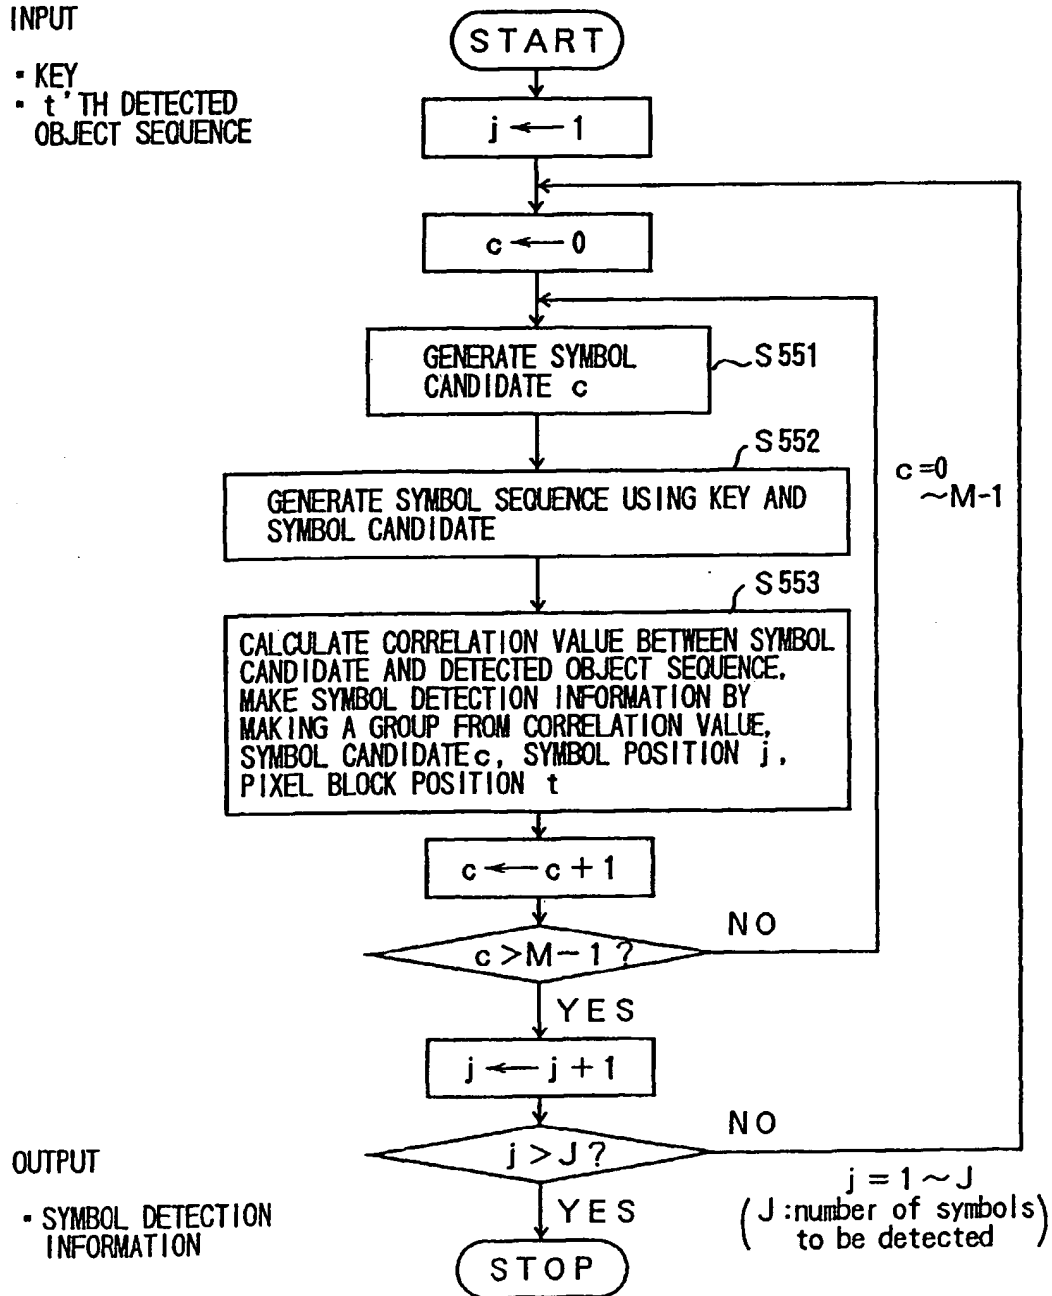 INPUT
▪ KEY
▪ t'TH DETECTED
OBJECT SEQUENCE
START
j ← 1
c ← 0
GENERATE SYMBOL
CANDIDATE c
S551
S552
GENERATE SYMBOL SEQUENCE USING KEY AND
SYMBOL CANDIDATE
c=0
~M-1
S553
CALCULATE CORRELATION VALUE BETWEEN SYMBOL
CANDIDATE AND DETECTED OBJECT SEQUENCE,
MAKE SYMBOL DETECTION INFORMATION BY
MAKING A GROUP FROM CORRELATION VALUE,
SYMBOL CANDIDATE c, SYMBOL POSITION j,
PIXEL BLOCK POSITION t
c ← c + 1
c > M - 1 ?
NO
YES
j ← j + 1
j > J ?
NO
YES
j = 1 ~ J
(J :number of symbols
to be detected)
OUTPUT
▪ SYMBOL DETECTION
INFORMATION
STOP